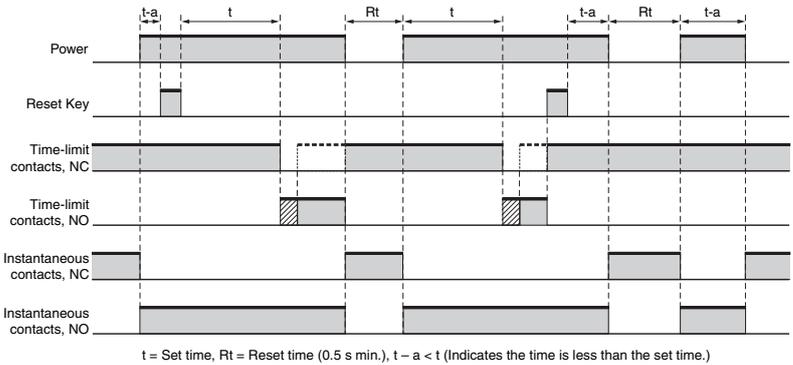 t-a t Rt t t-a Rt t-a
Power
Reset Key
Time-limit
contacts, NC
Time-limit
contacts, NO
Instantaneous
contacts, NC
Instantaneous
contacts, NO
t = Set time, Rt = Reset time (0.5 s min.), t – a < t (Indicates the time is less than the set time.)